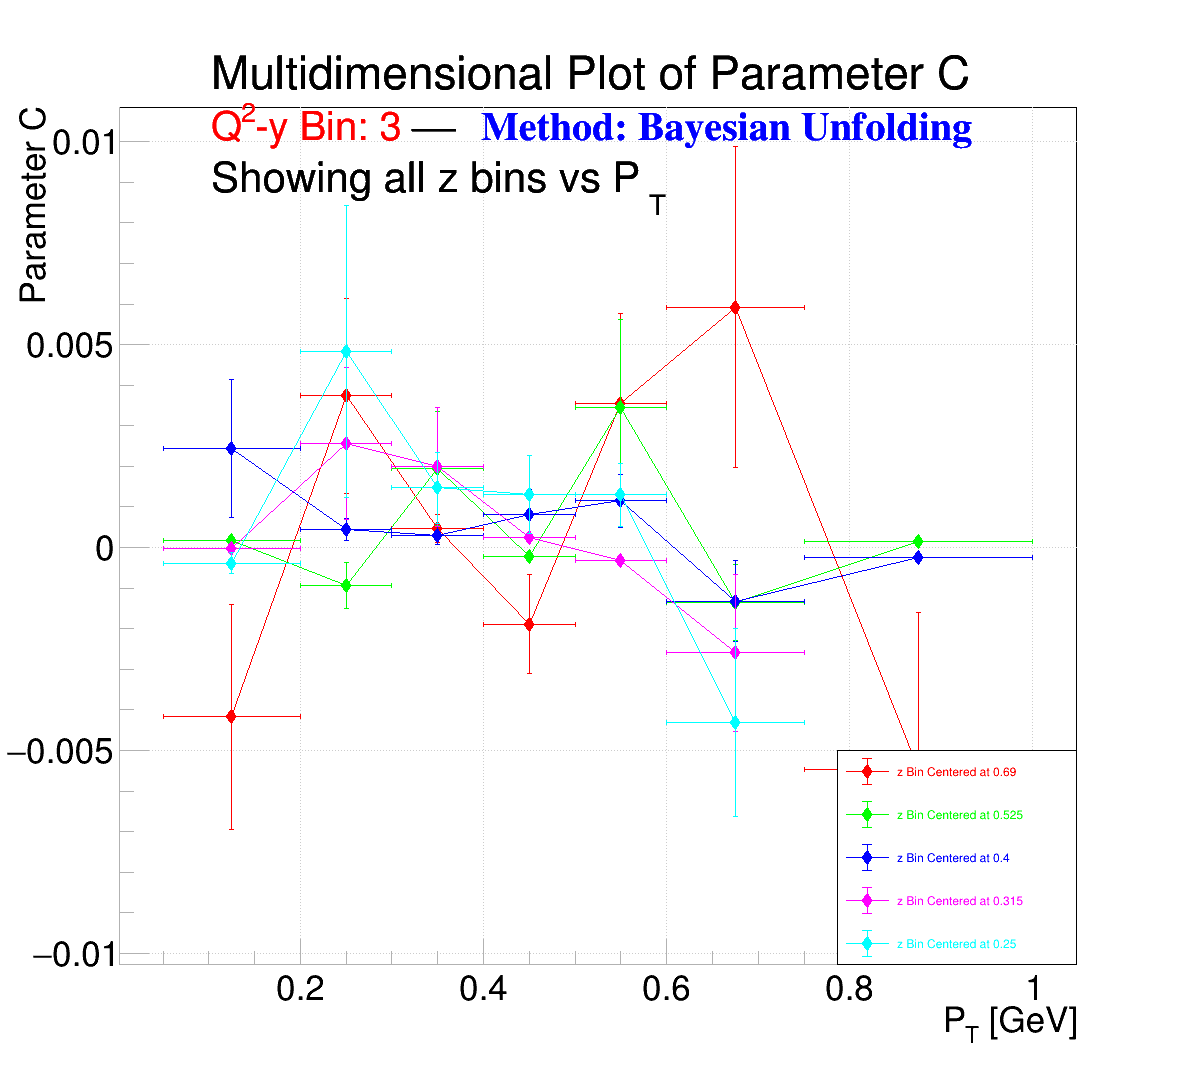 Multidimensional Plot of Parameter C
Q2-y Bin: 3 — Method: Bayesian Unfolding
Showing all z bins vs PT
Parameter C
0.01
0.005
0
−0.005
−0.01
z Bin Centered at 0.69
z Bin Centered at 0.525
z Bin Centered at 0.4
z Bin Centered at 0.315
z Bin Centered at 0.25
0.2 0.4 0.6 0.8 1
PT [GeV]